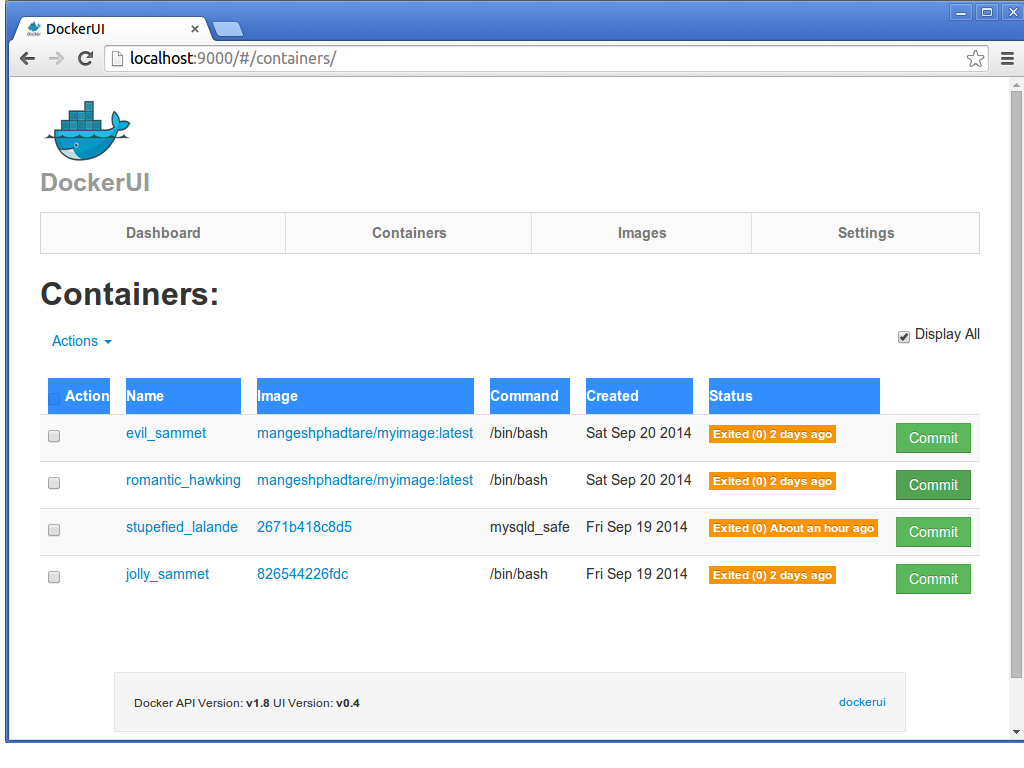 DockerUI
localhost:9000/#/containers/
DockerUI
Dashboard Containers Images Settings
Containers:
Actions Display All
Action Name Image Command Created Status
evil_sammet mangeshphadtare/myimage:latest /bin/bash Sat Sep 20 2014 Exited (0) 2 days ago Commit
romantic_hawking mangeshphadtare/myimage:latest /bin/bash Sat Sep 20 2014 Exited (0) 2 days ago Commit
stupefied_lalande 2671b418c8d5 mysqld_safe Fri Sep 19 2014 Exited (0) About an hour ago Commit
jolly_sammet 826544226fdc /bin/bash Fri Sep 19 2014 Exited (0) 2 days ago Commit
Docker API Version: v1.8 UI Version: v0.4 dockerui